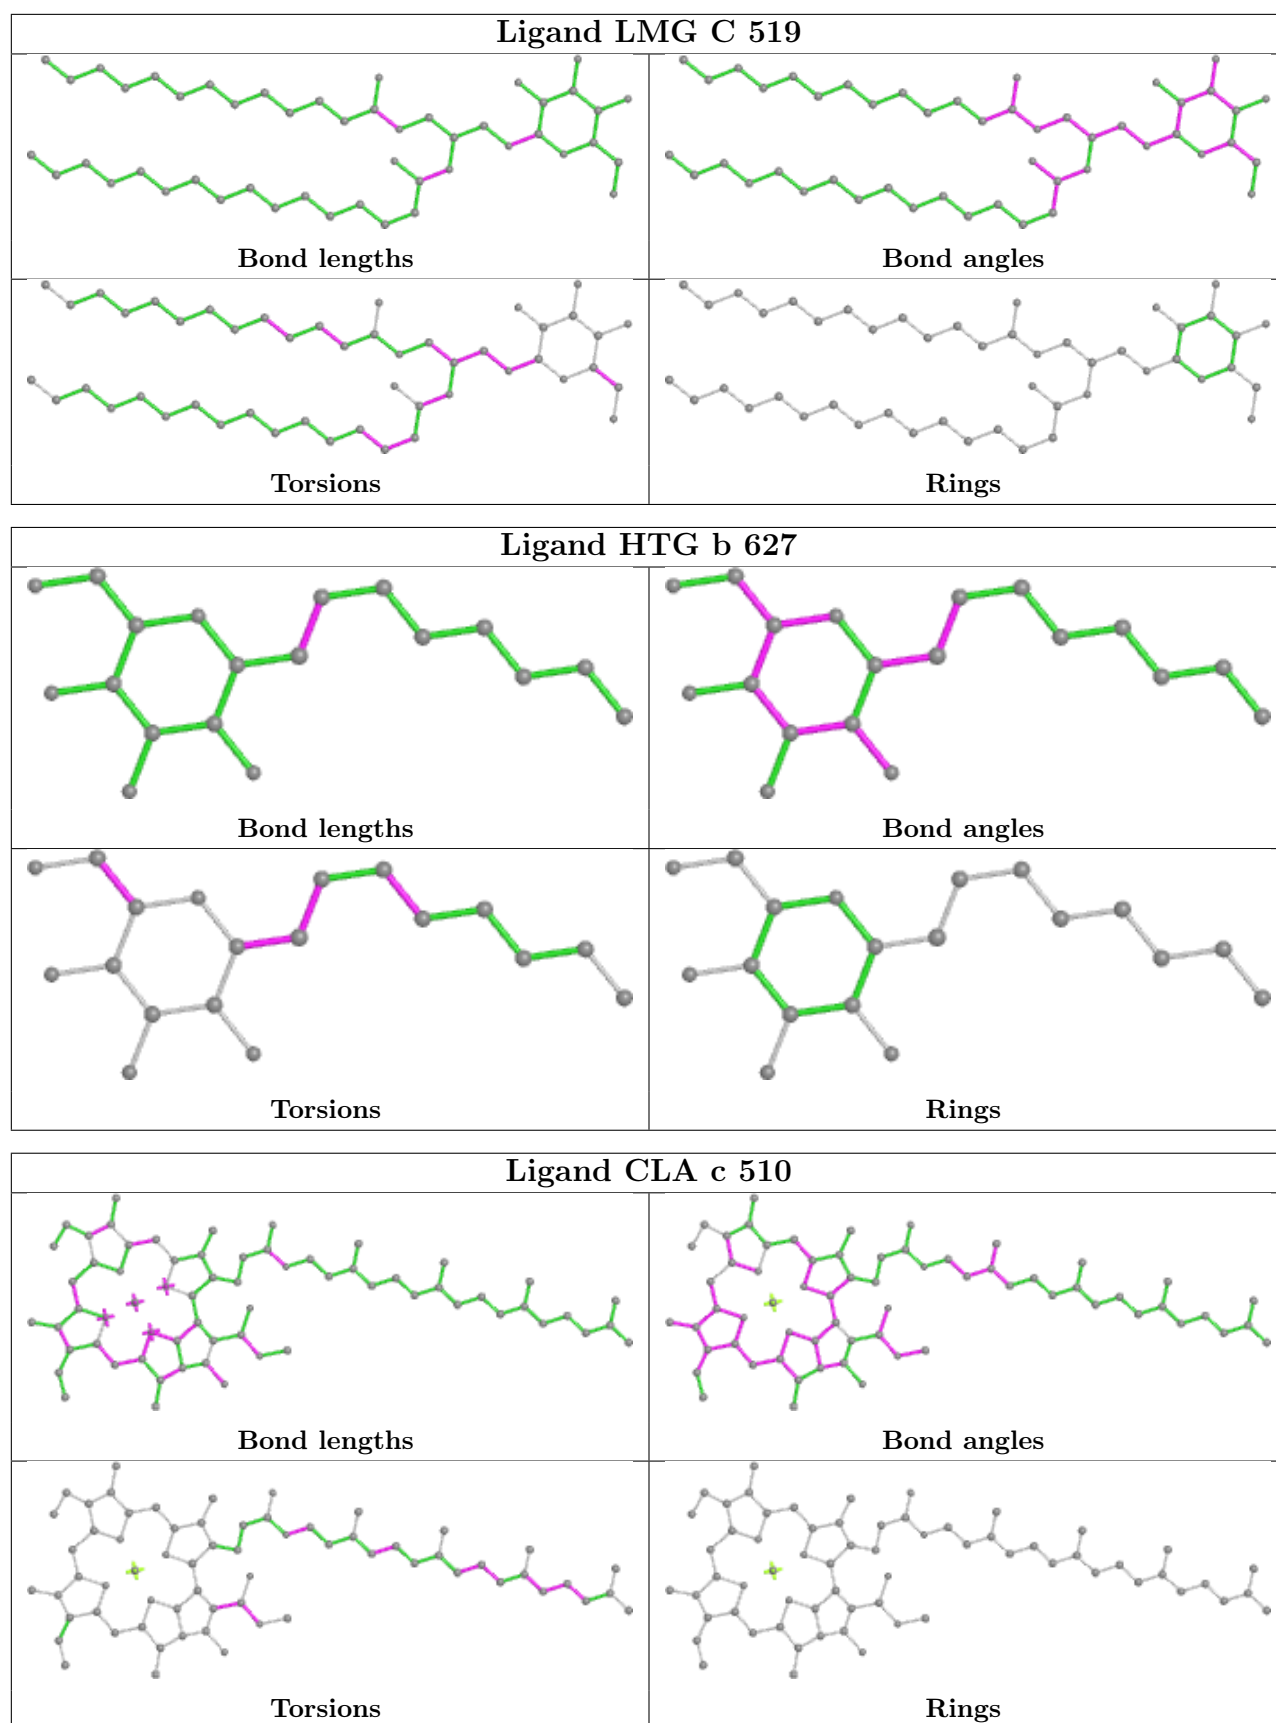 Ligand LMG C 519
Bond lengths
Bond angles
Torsions
Rings
Ligand HTG b 627
Bond lengths
Bond angles
Torsions
Rings
Ligand CLA c 510
Bond lengths
Bond angles
Torsions
Rings